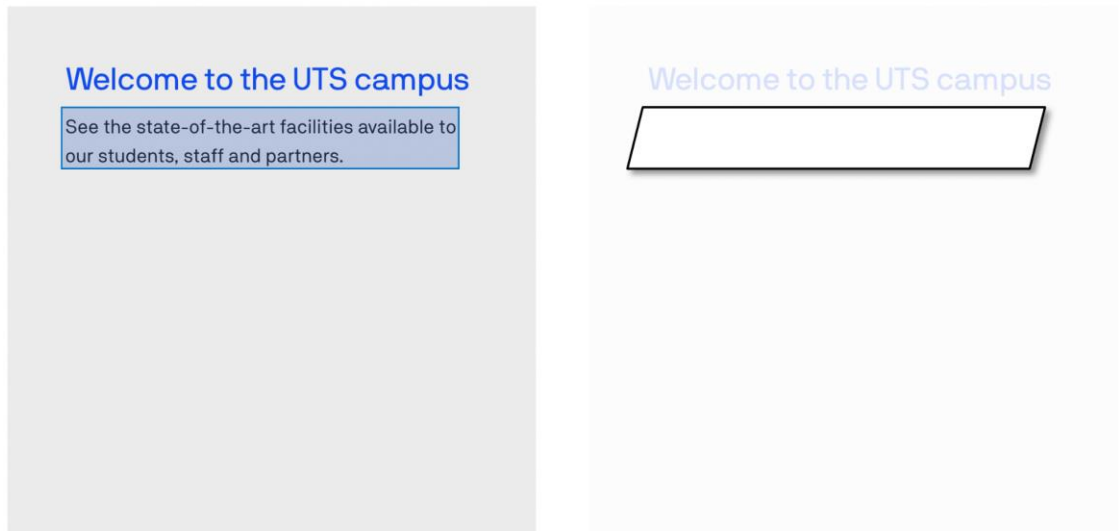 Welcome to the UTS campus
See the state-of-the-art facilities available to
our students, staff and partners.
Welcome to the UTS campus